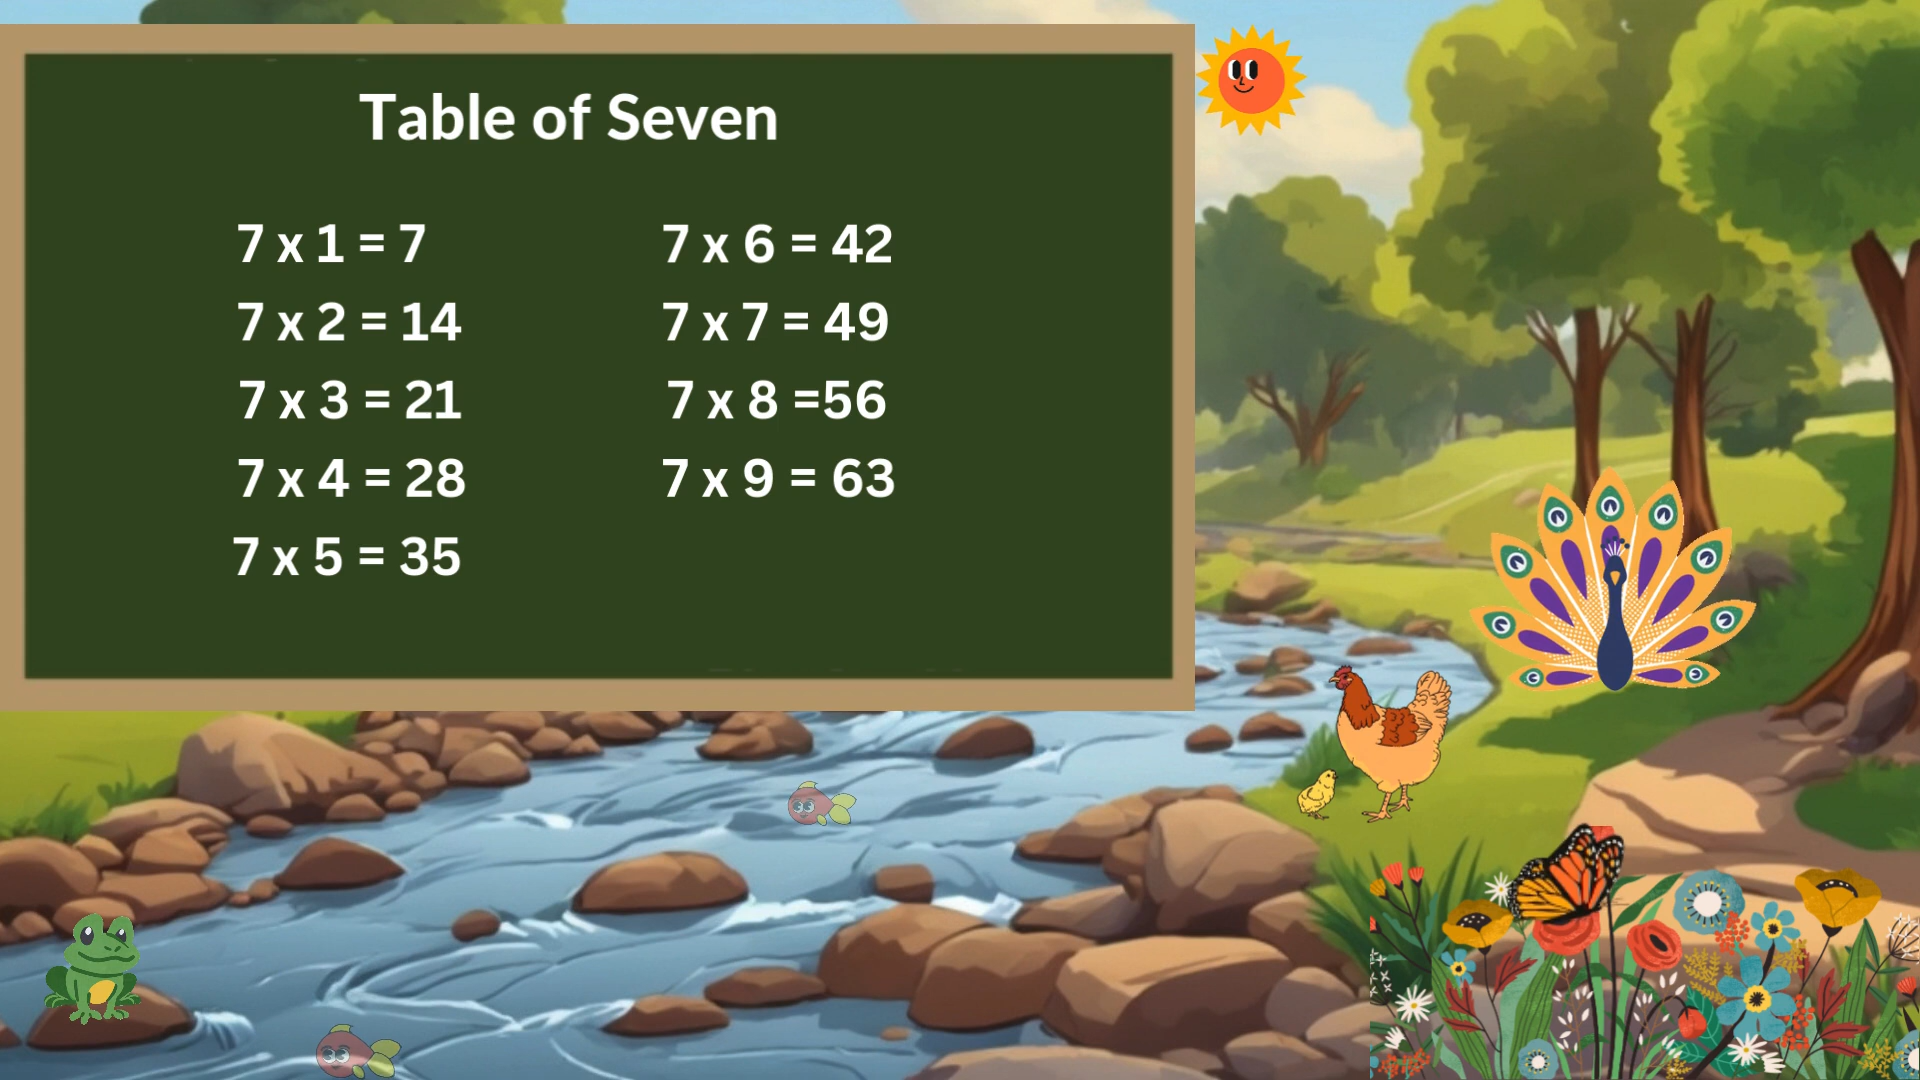 Table of Seven
7 x 1 = 7
7 x 2 = 14
7 x 3 = 21
7 x 4 = 28
7 x 5 = 35
7 x 6 = 42
7 x 7 = 49
7 x 8 =56
7 x 9 = 63